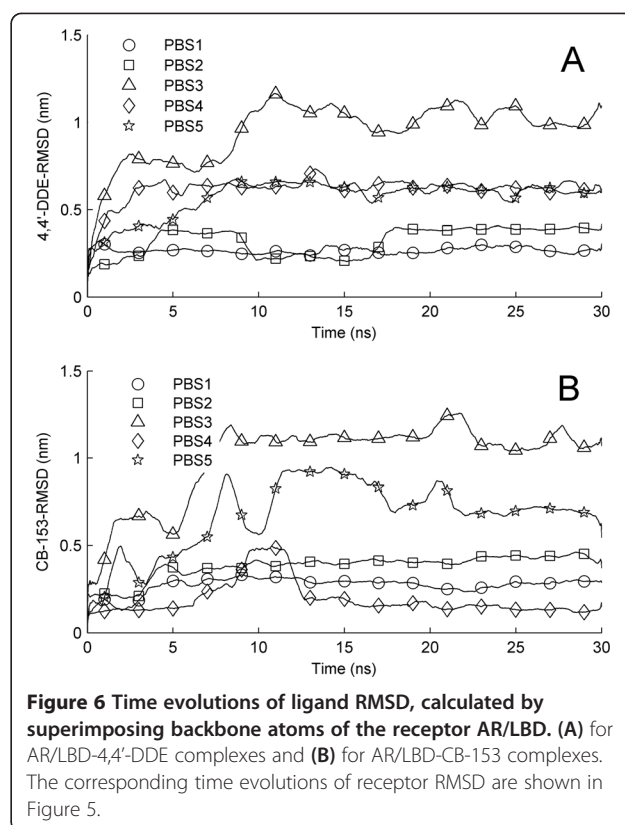 1.5
1
0.5
0
4,4'-DDE-RMSD (nm)
PBS1
PBS2
PBS3
PBS4
PBS5
A
0 5 10 15 20 25 30
Time (ns)
1.5
1
0.5
0
CB-153-RMSD (nm)
PBS1
PBS2
PBS3
PBS4
PBS5
B
0 5 10 15 20 25 30
Time (ns)
Figure 6 Time evolutions of ligand RMSD, calculated by
superimposing backbone atoms of the receptor AR/LBD. (A) for
AR/LBD-4,4'-DDE complexes and (B) for AR/LBD-CB-153 complexes.
The corresponding time evolutions of receptor RMSD are shown in
Figure 5.